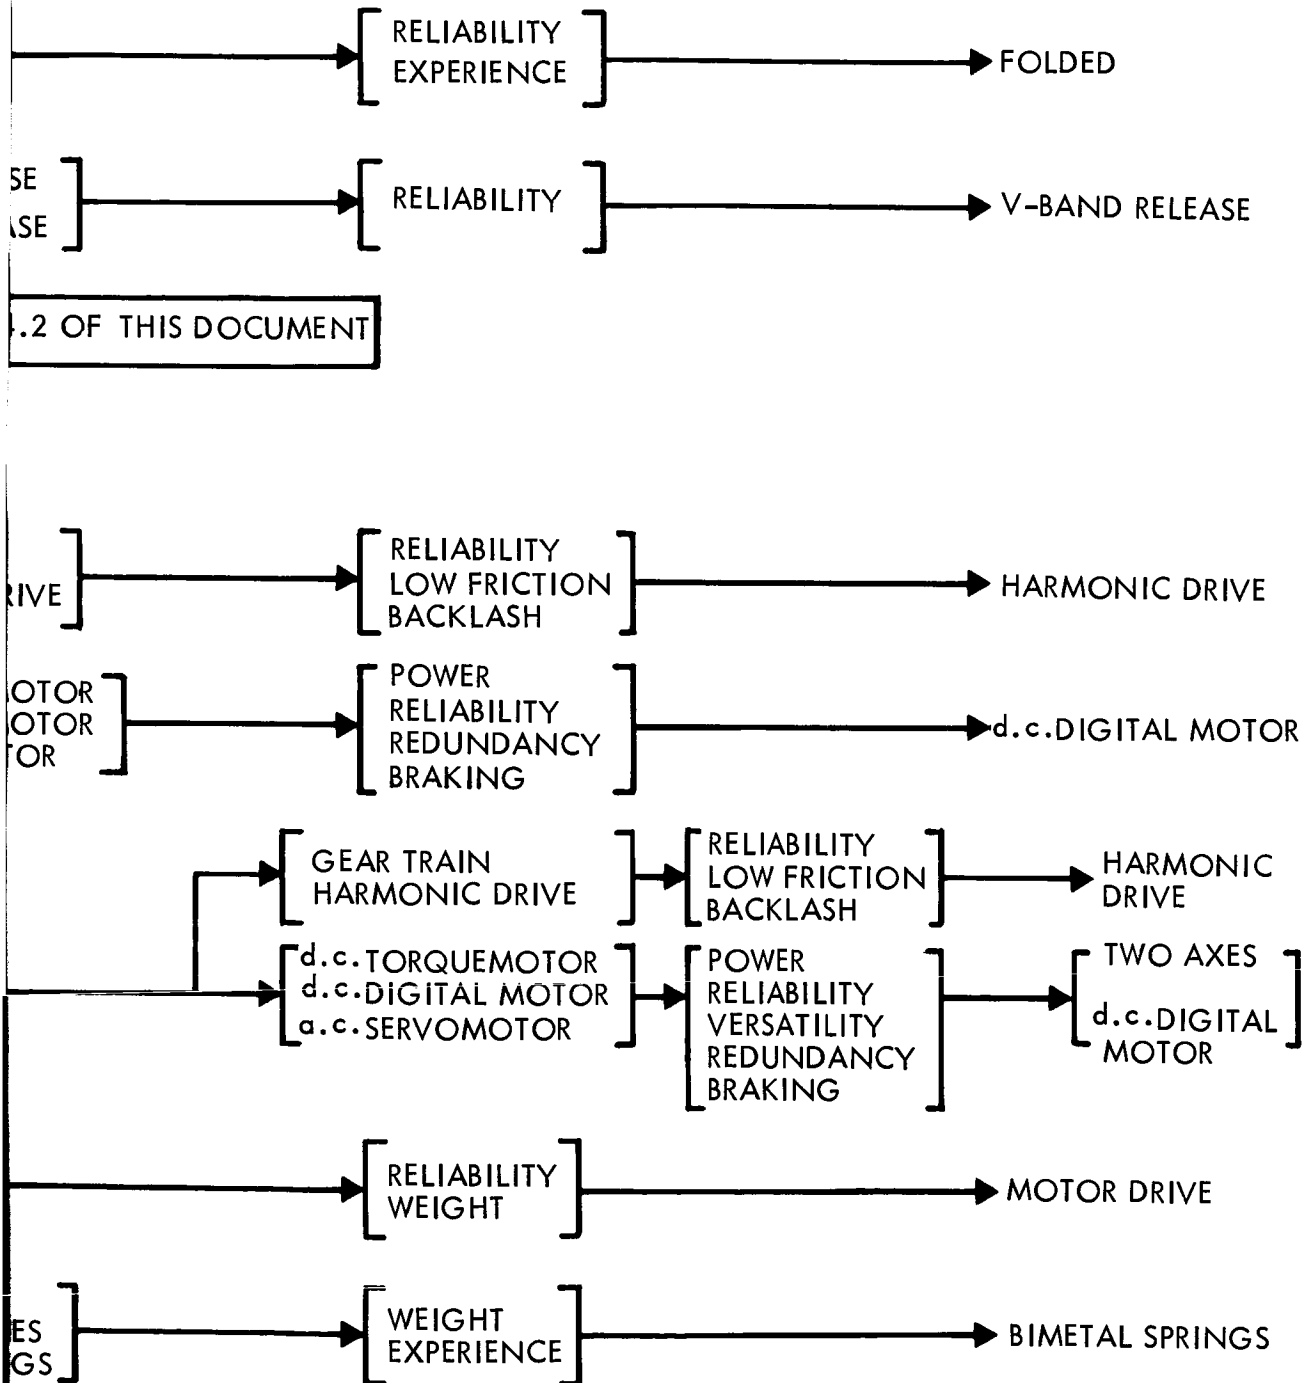 RELIABILITY
EXPERIENCE
FOLDED
RELIABILITY
V-BAND RELEASE
.2 OF THIS DOCUMENT
RELIABILITY
LOW FRICTION
BACKLASH
HARMONIC DRIVE
POWER
RELIABILITY
REDUNDANCY
BRAKING
d.c.DIGITAL MOTOR
GEAR TRAIN
HARMONIC DRIVE
RELIABILITY
LOW FRICTION
BACKLASH
HARMONIC
DRIVE
d.c.TORQUEMOTOR
d.c.DIGITAL MOTOR
a.c.SERVOMOTOR
POWER
RELIABILITY
VERSATILITY
REDUNDANCY
BRAKING
TWO AXES
d.c.DIGITAL
MOTOR
RELIABILITY
WEIGHT
MOTOR DRIVE
WEIGHT
EXPERIENCE
BIMETAL SPRINGS